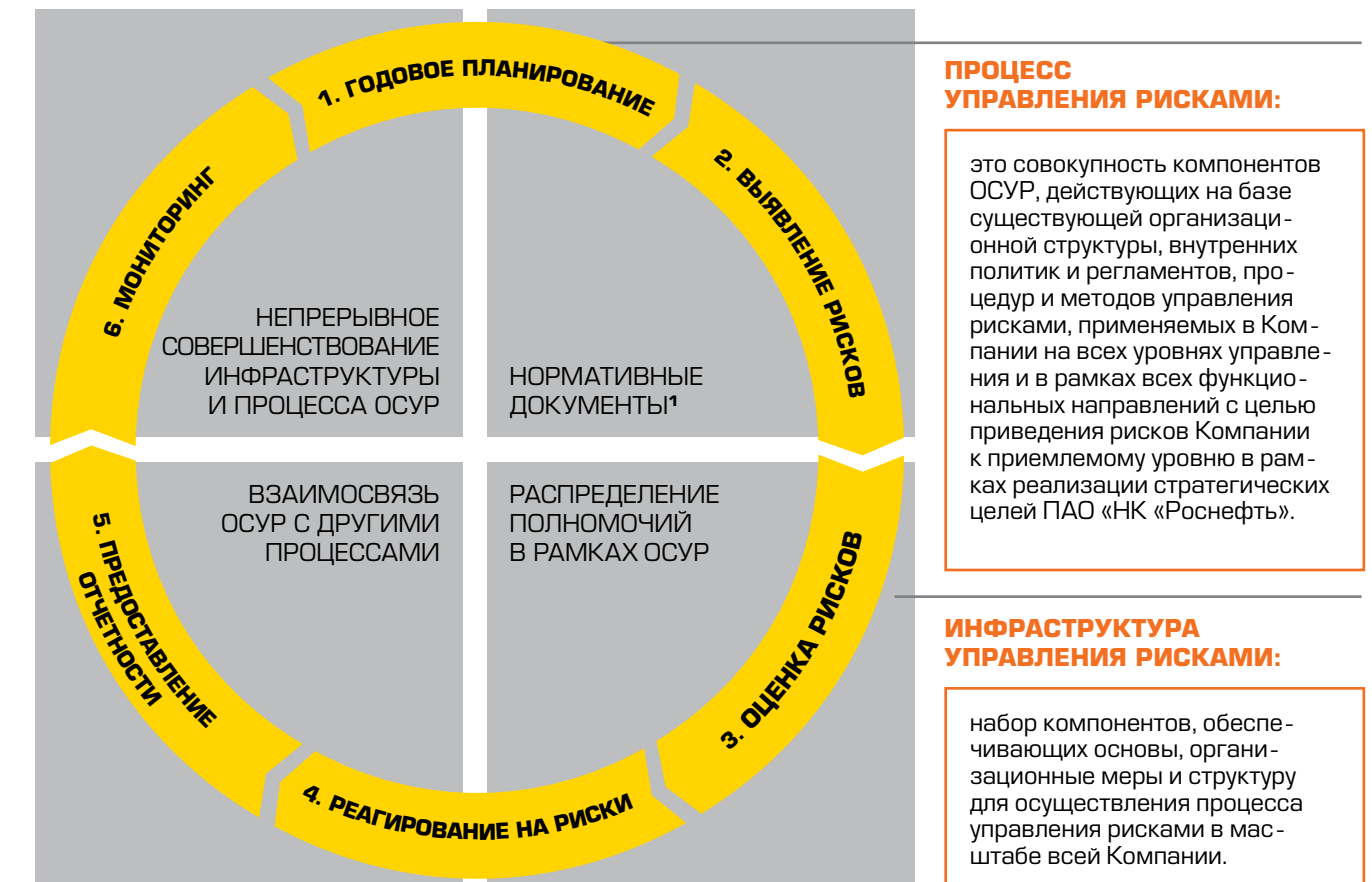 1. ГОДОВОЕ ПЛАНИРОВАНИЕ
2. ВЫЯВЛЕНИЕ РИСКОВ
3. ОЦЕНКА РИСКОВ
4. РЕАГИРОВАНИЕ НА РИСКИ
5. ПРЕДОСТАВЛЕНИЕ
ОТЧЕТНОСТИ
6. МОНИТОРИНГ
НЕПРЕРЫВНОЕ
СОВЕРШЕНСТВОВАНИЕ
ИНФРАСТРУКТУРЫ
И ПРОЦЕССА ОСУР
НОРМАТИВНЫЕ
ДОКУМЕНТЫ¹
ВЗАИМОСВЯЗЬ
ОСУР С ДРУГИМИ
ПРОЦЕССАМИ
РАСПРЕДЕЛЕНИЕ
ПОЛНОМОЧИЙ
В РАМКАХ ОСУР
ПРОЦЕСС
УПРАВЛЕНИЯ РИСКАМИ:
это совокупность компонентов
ОСУР, действующих на базе
существующей организаци-
онной структуры, внутренних
политик и регламентов, про-
цедур и методов управления
рисками, применяемых в Ком-
пании на всех уровнях управле-
ния и в рамках всех функцио-
нальных направлений с целью
приведения рисков Компании
к приемлемому уровню в рам-
ках реализации стратегических
целей ПАО «НК «Роснефть».
ИНФРАСТРУКТУРА
УПРАВЛЕНИЯ РИСКАМИ:
набор компонентов, обеспе-
чивающих основы, органи-
зационные меры и структуру
для осуществления процесса
управления рисками в мас-
штабе всей Компании.